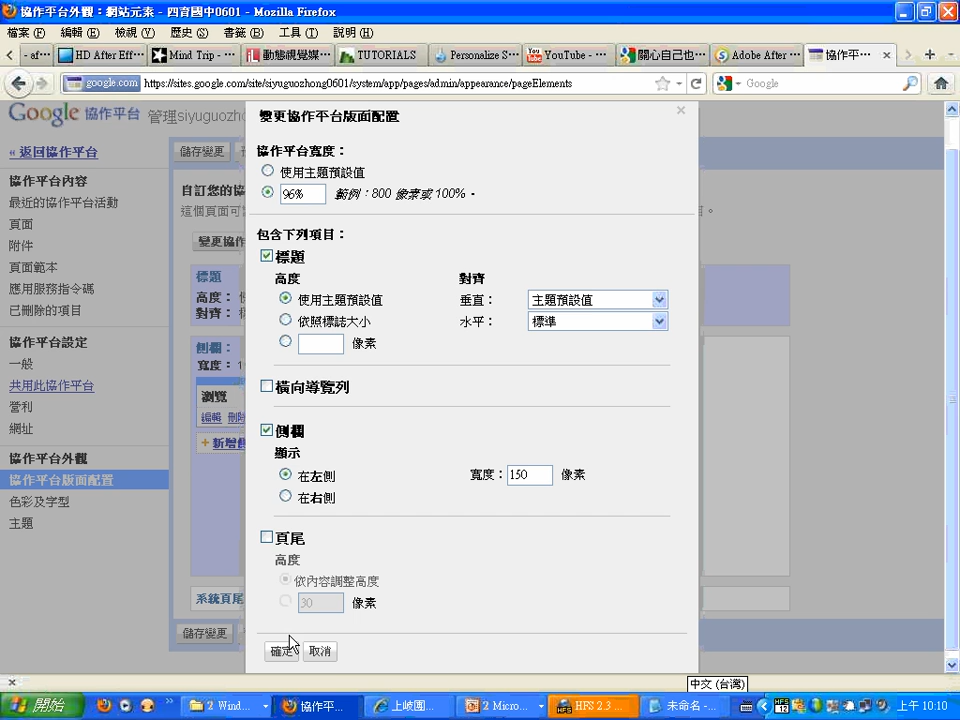 協作平台外觀：網站元素 - 四育國中0601 - Mozilla Firefox
檔案(F) 編輯(E) 檢視(V) 歷史(S) 書籤(B) 工具(T) 說明(H)
- af··· HD After Eff··· Mind Trip - ··· 動態視覺媒··· TUTORIALS Personalize S··· YouTube - ··· 關心自己也··· Adobe After ··· 協作平···
google.com https://sites.google.com/site/siyuguozhong0601/system/app/pages/admin/appearance/pageElements Google
Google 協作平台 管理siyuguozho
« 返回協作平台
協作平台內容
最近的協作平台活動
頁面
附件
頁面範本
應用服務指令碼
已刪除的項目
協作平台設定
一般
共用此協作平台
營利
網址
協作平台外觀
協作平台版面配置
色彩及字型
主題
儲存變更
自訂您的協
這個頁面可
變更協作
標題
高度：
對齊：
側欄：
寬度：1
瀏覽
編輯 刪除
+ 新增側
系統頁尾
儲存變更
變更協作平台版面配置
協作平台寬度：
使用主題預設值
96% 範例：800 像素或 100%。
包含下列項目：
標題
高度 對齊
使用主題預設值 垂直： 主題預設值
依照標誌大小 水平： 標準
像素
橫向導覽列
側欄
顯示
在左側 寬度：150 像素
在右側
頁尾
高度
依內容調整高度
30 像素
確定 取消
中文 (台灣)
開始 2 Wind... 協作平... 上岐園... 2 Micro... HFS 2.3 ... 未命名 -... 上午 10:10